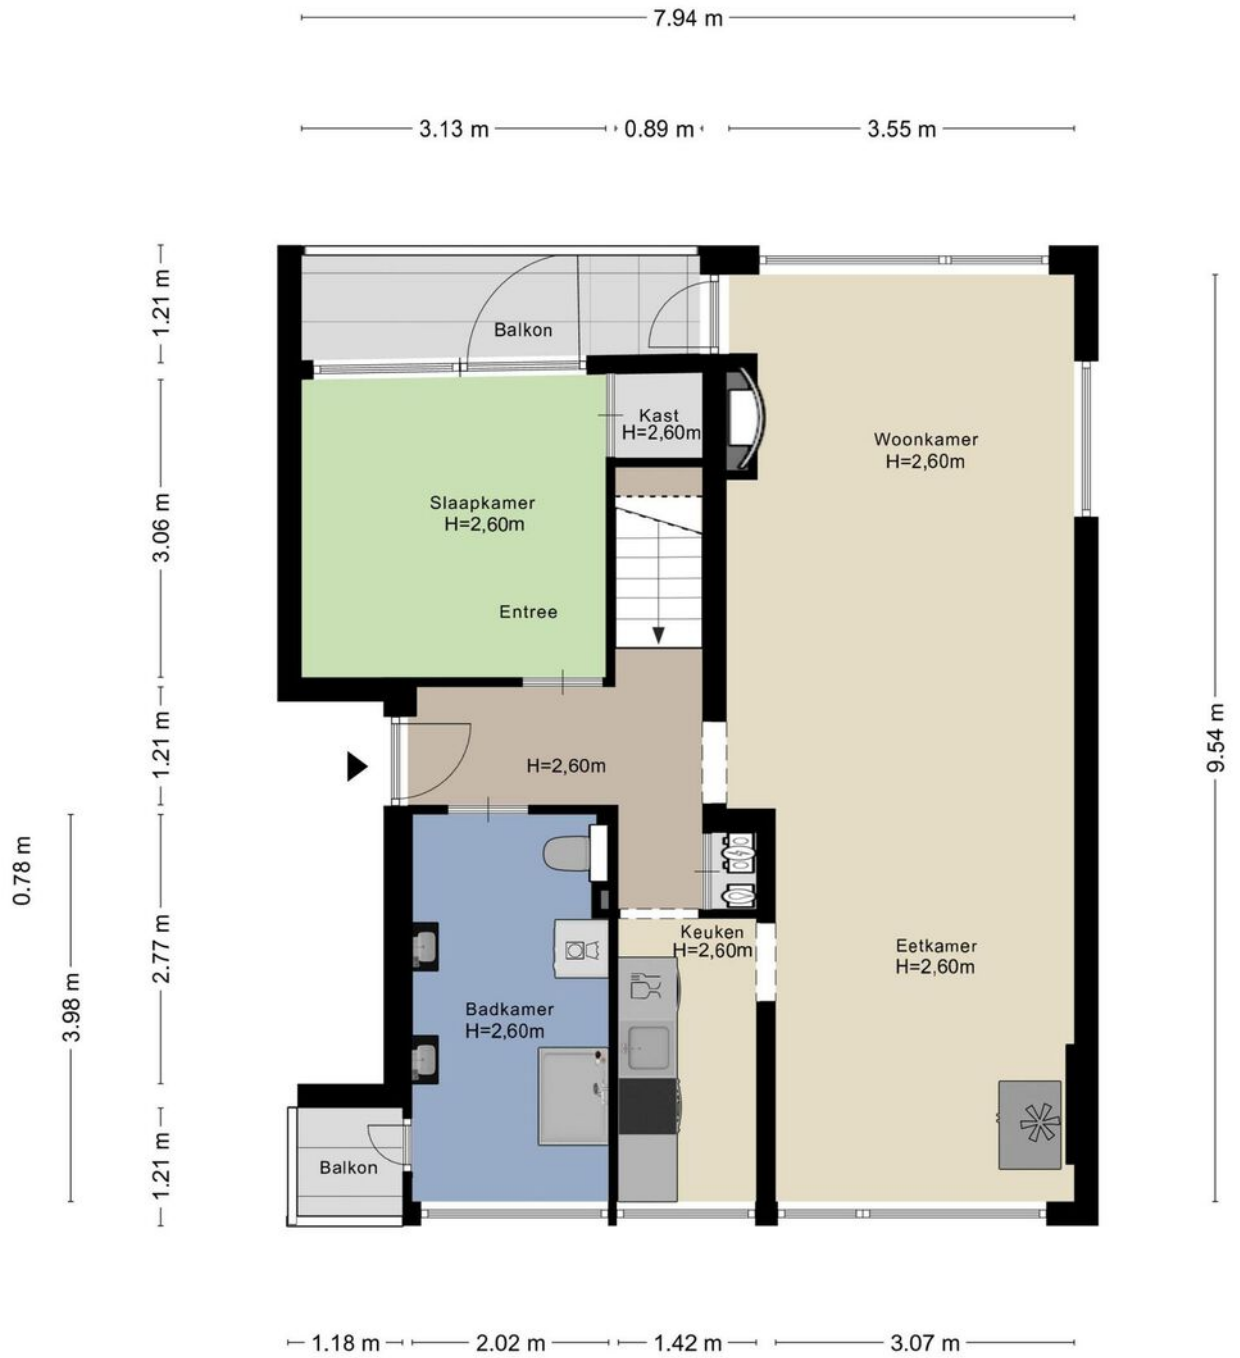 7.94 m
3.13 m
0.89 m
3.55 m
1.21 m
Balkon
Kast
H=2,60m
Woonkamer
H=2,60m
Slaapkamer
H=2,60m
3.06 m
Entree
1.21 m
9.54 m
H=2,60m
0.78 m
2.77 m
Keuken
H=2,60m
Eetkamer
H=2,60m
3.98 m
Badkamer
H=2,60m
1.21 m
Balkon
1.18 m
2.02 m
1.42 m
3.07 m